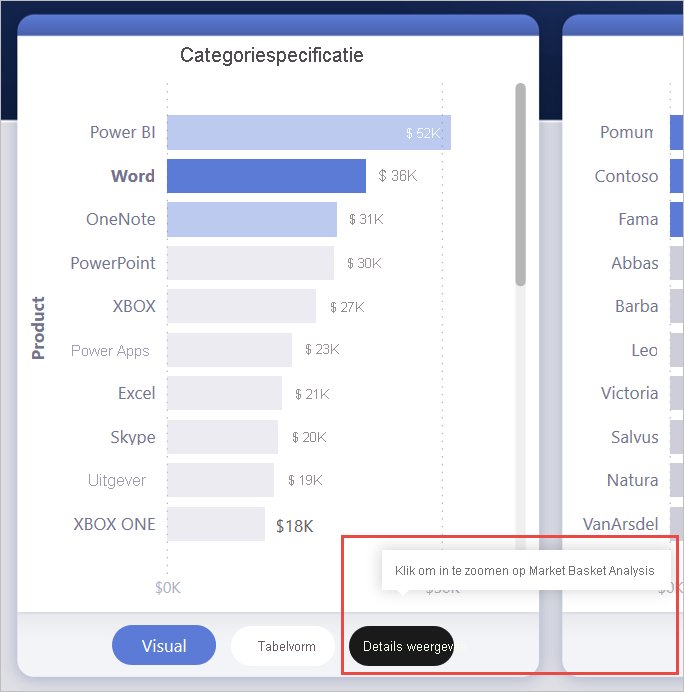 Categoriespecificatie
Product
Power BI $ 52K
Word $ 36K
OneNote $ 31K
PowerPoint $ 30K
XBOX $ 27K
Power Apps $ 23K
Excel $ 21K
Skype $ 20K
Uitgever $ 19K
XBOX ONE $18K
$0K
Klik om in te zoomen op Market Basket Analysis
Visual Tabelvorm Details weergev
Pomum
Contoso
Fama
Abbas
Barba
Leo
Victoria
Salvus
Natura
VanArsdel